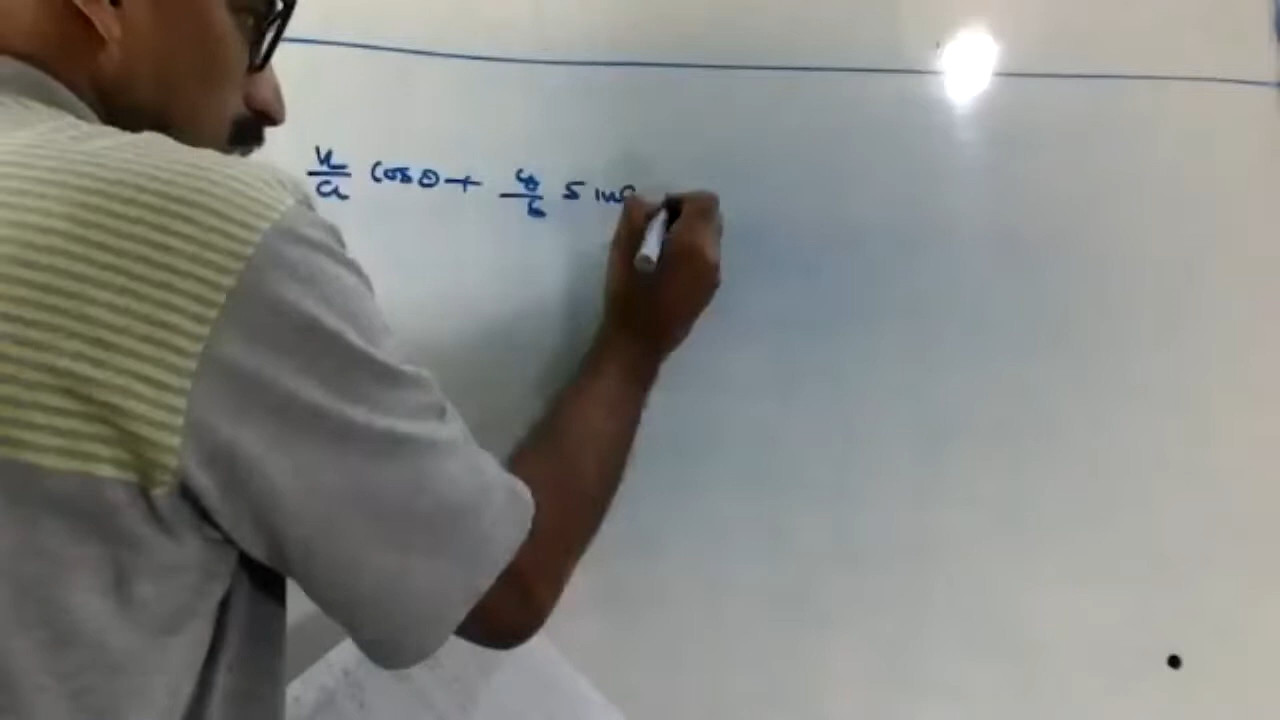 x/a cosθ + y/b sinθ